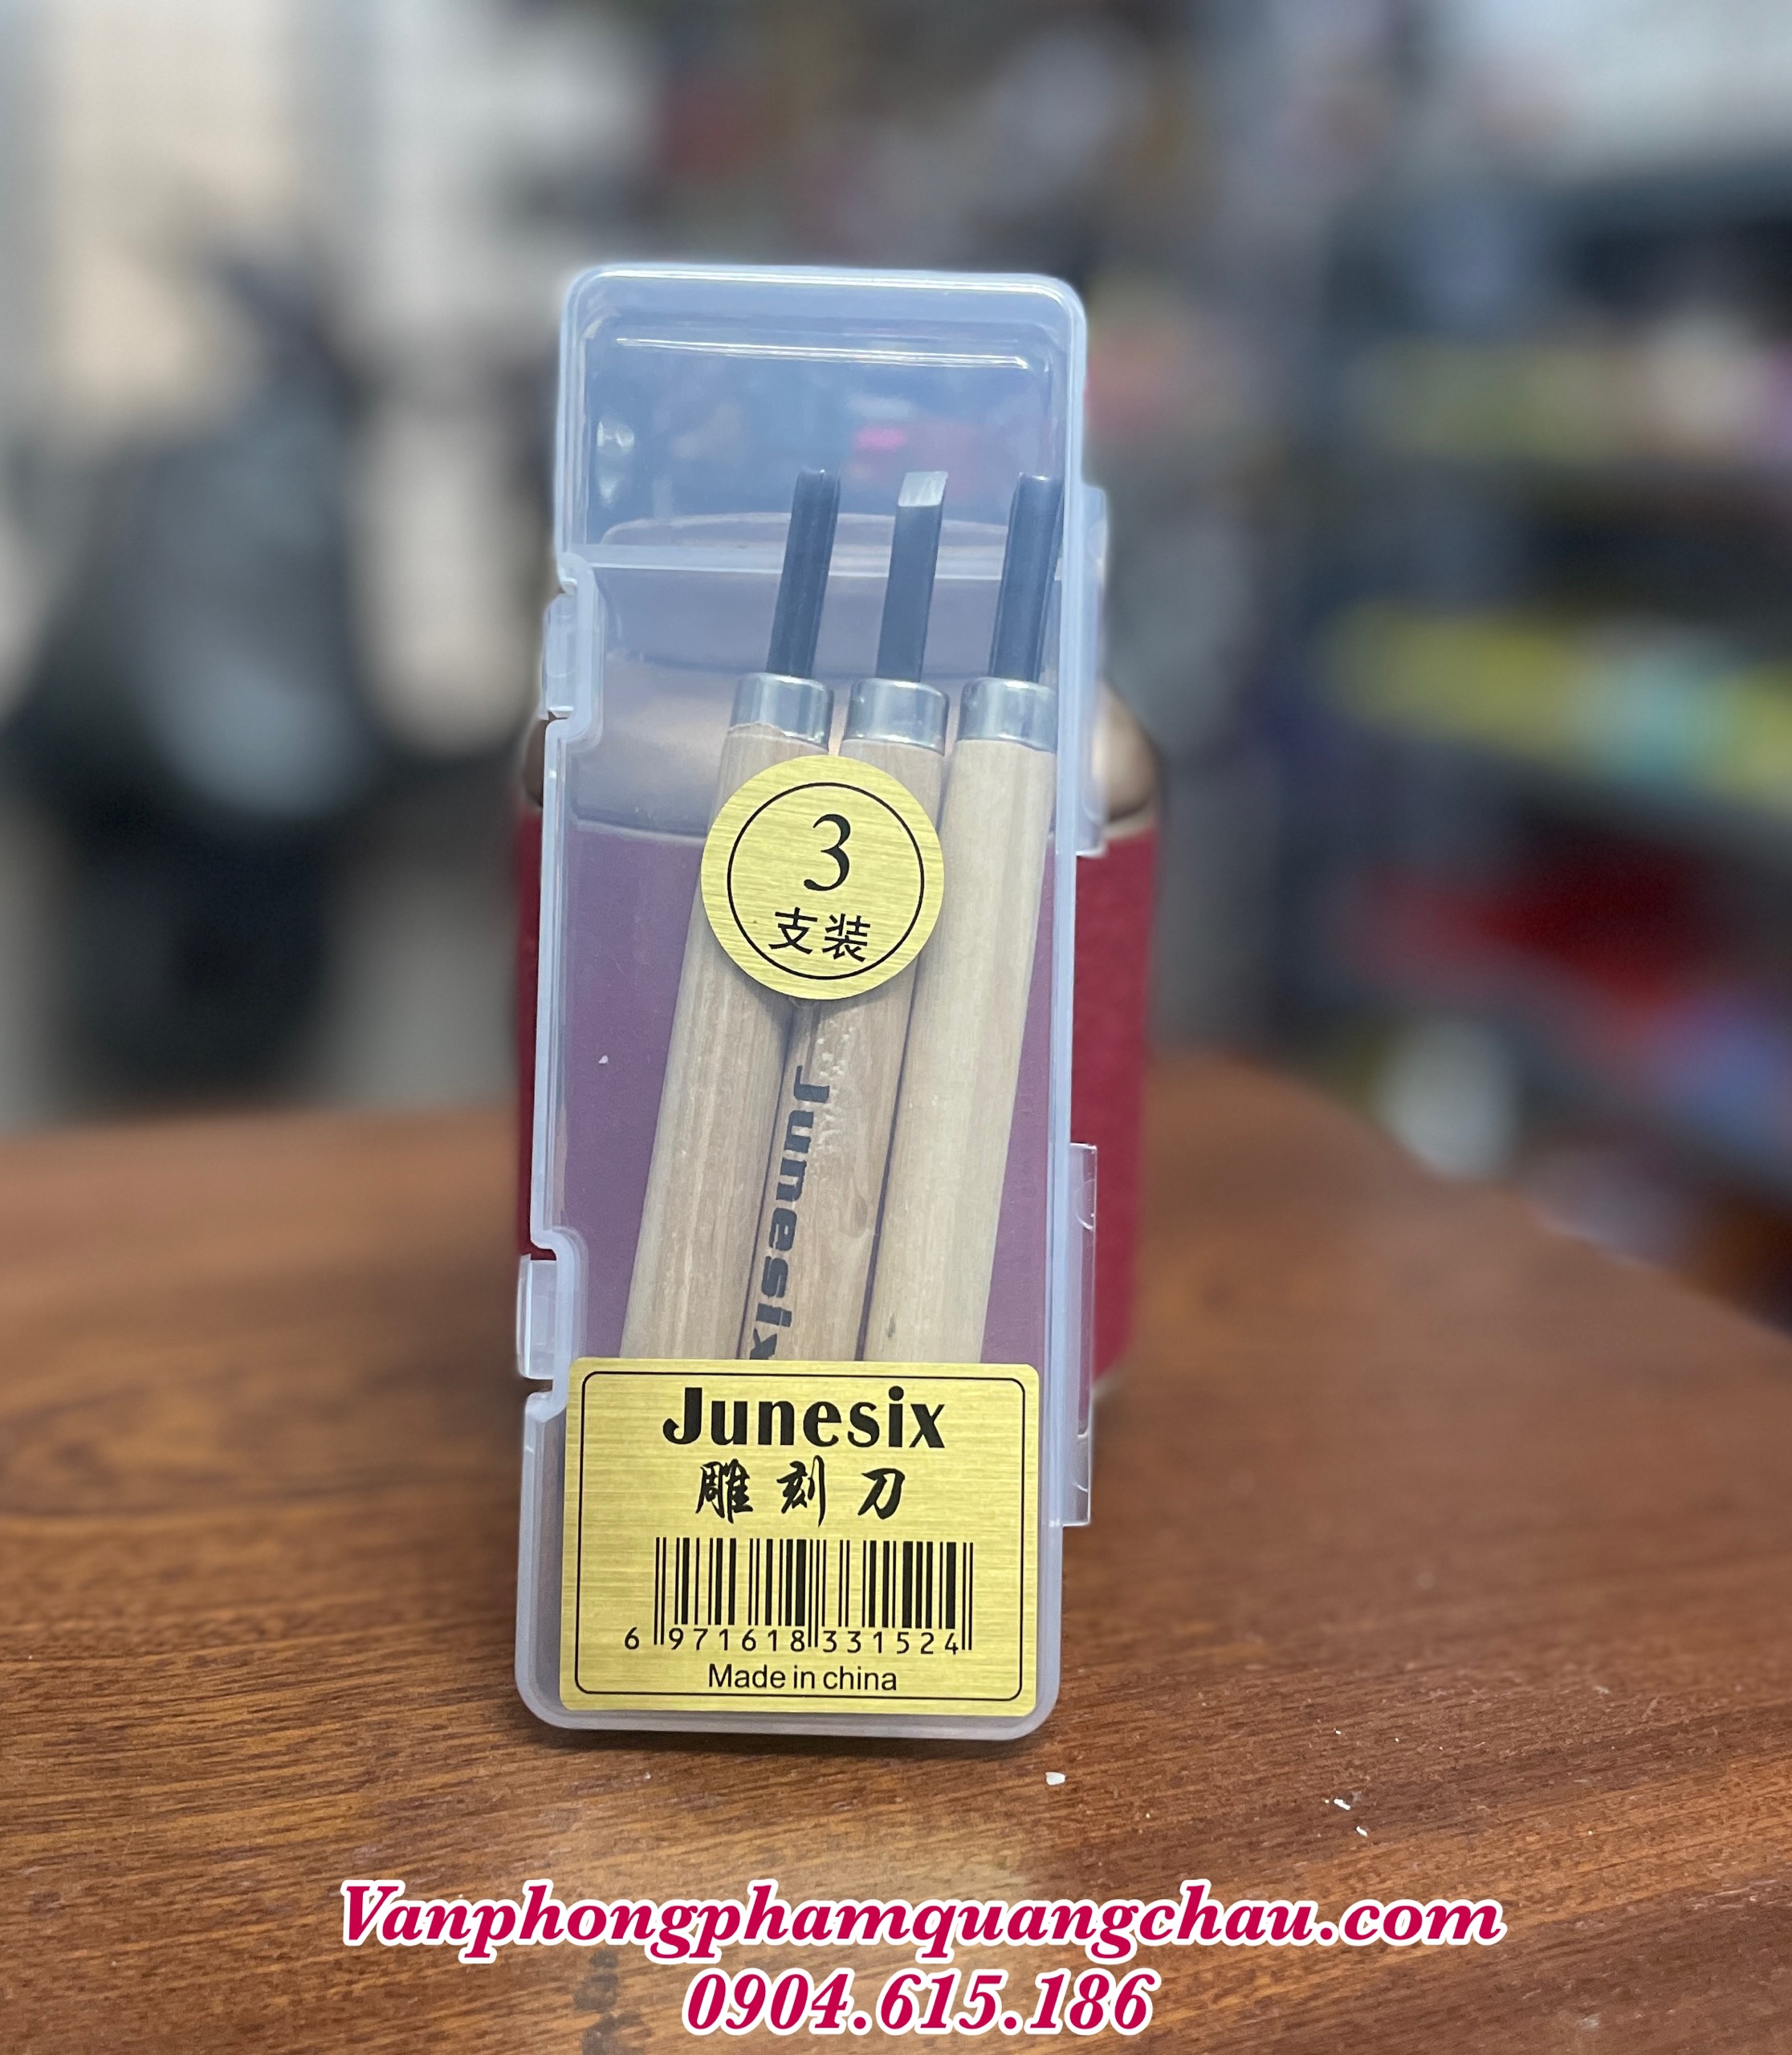 3
支装
Junesix
Junesix
雕刻刀
6 971618 331524
Made in china
Vanphongphamquangchau.com
0904.615.186